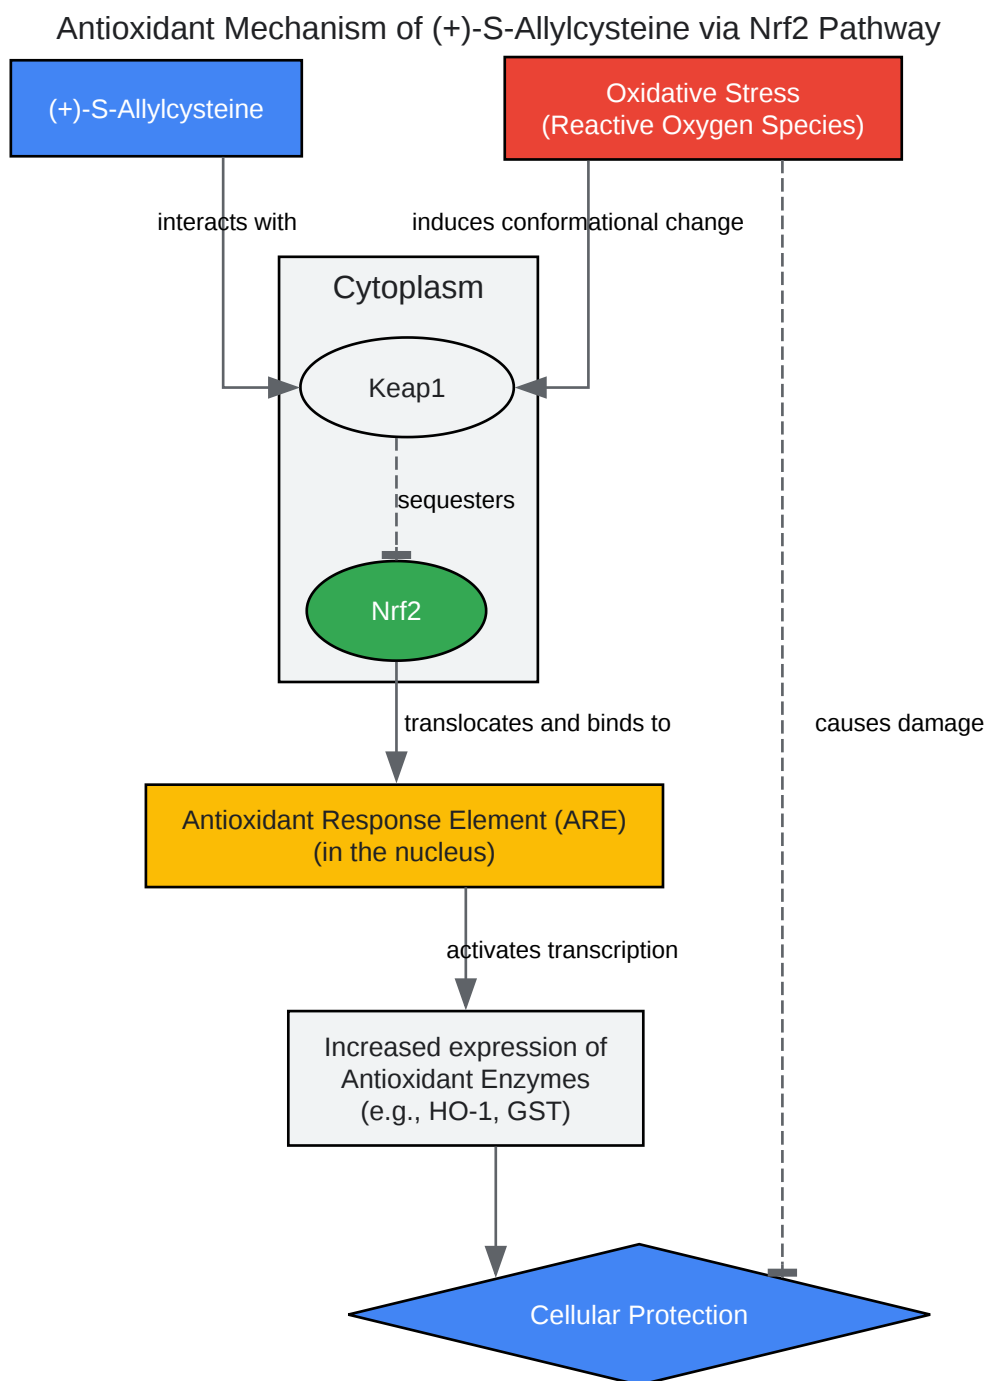 Antioxidant Mechanism of (+)-S-Allylcysteine via Nrf2 Pathway
(+)-S-Allylcysteine
Oxidative Stress
(Reactive Oxygen Species)
interacts with
induces conformational change
Cytoplasm
Keap1
sequesters
Nrf2
translocates and binds to
causes damage
Antioxidant Response Element (ARE)
(in the nucleus)
activates transcription
Increased expression of
Antioxidant Enzymes
(e.g., HO-1, GST)
Cellular Protection